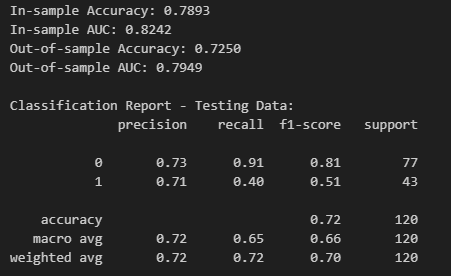 In-sample Accuracy: 0.7893
In-sample AUC: 0.8242
Out-of-sample Accuracy: 0.7250
Out-of-sample AUC: 0.7949
Classification Report - Testing Data:
precision recall f1-score support
0 0.73 0.91 0.81 77
1 0.71 0.40 0.51 43
accuracy 0.72 120
macro avg 0.72 0.65 0.66 120
weighted avg 0.72 0.72 0.70 120